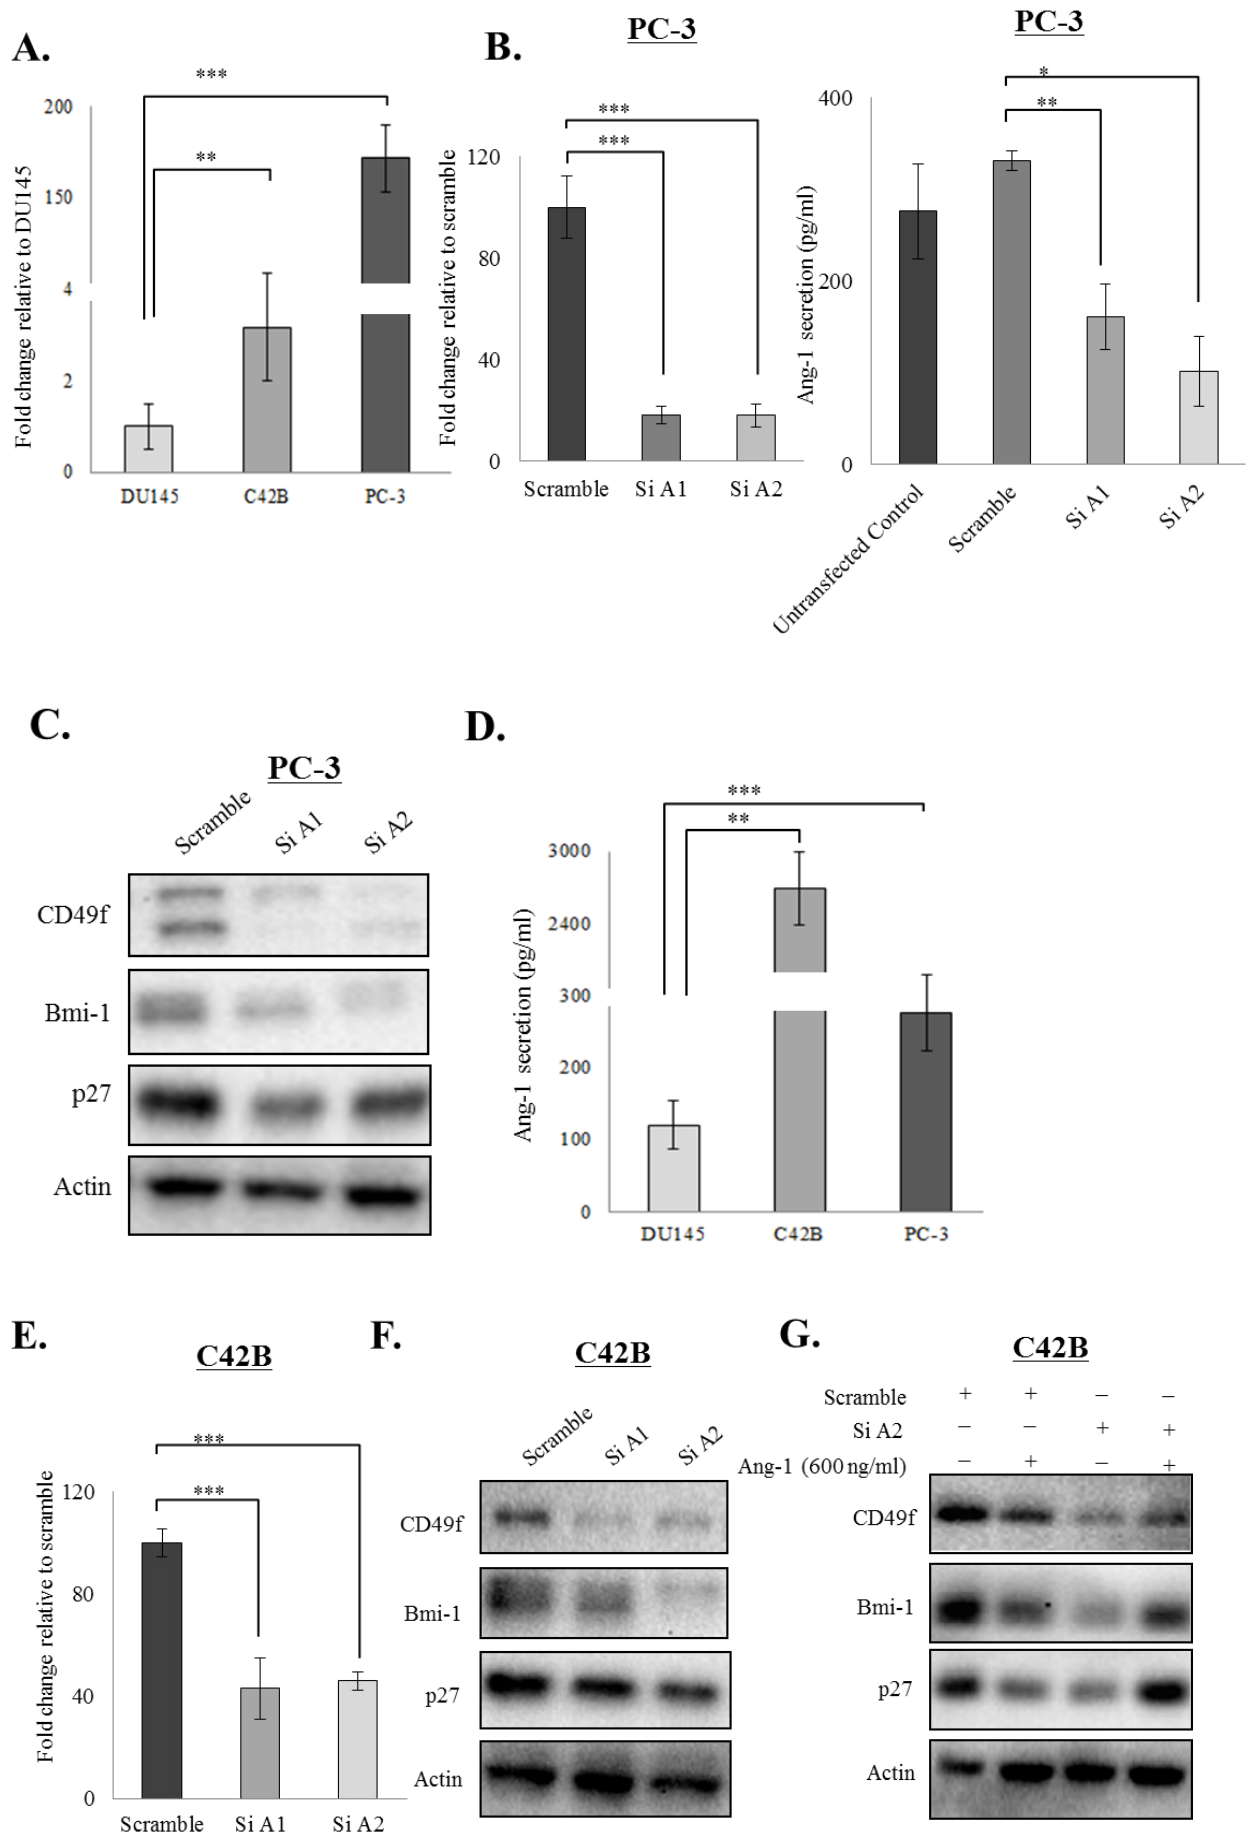 A.
Fold change relative to DU145
200
150
4
2
0
***
**
DU145 C42B PC-3
B.
PC-3
Fold change relative to scramble
120
80
40
0
***
***
Scramble Si A1 Si A2
PC-3
Ang-1 secretion (pg/ml)
400
200
0
*
**
Untransfected Control
Scramble
Si A1
Si A2
C.
PC-3
Scramble
Si A1
Si A2
CD49f
Bmi-1
p27
Actin
D.
Ang-1 secretion (pg/ml)
3000
2400
300
200
100
0
***
**
DU145 C42B PC-3
E.
C42B
Fold change relative to scramble
120
80
40
0
***
***
Scramble Si A1 Si A2
F.
C42B
Scramble
Si A1
Si A2
CD49f
Bmi-1
p27
Actin
G.
C42B
Scramble + + – –
Si A2 – – + +
Ang-1 (600 ng/ml) – + – +
CD49f
Bmi-1
p27
Actin